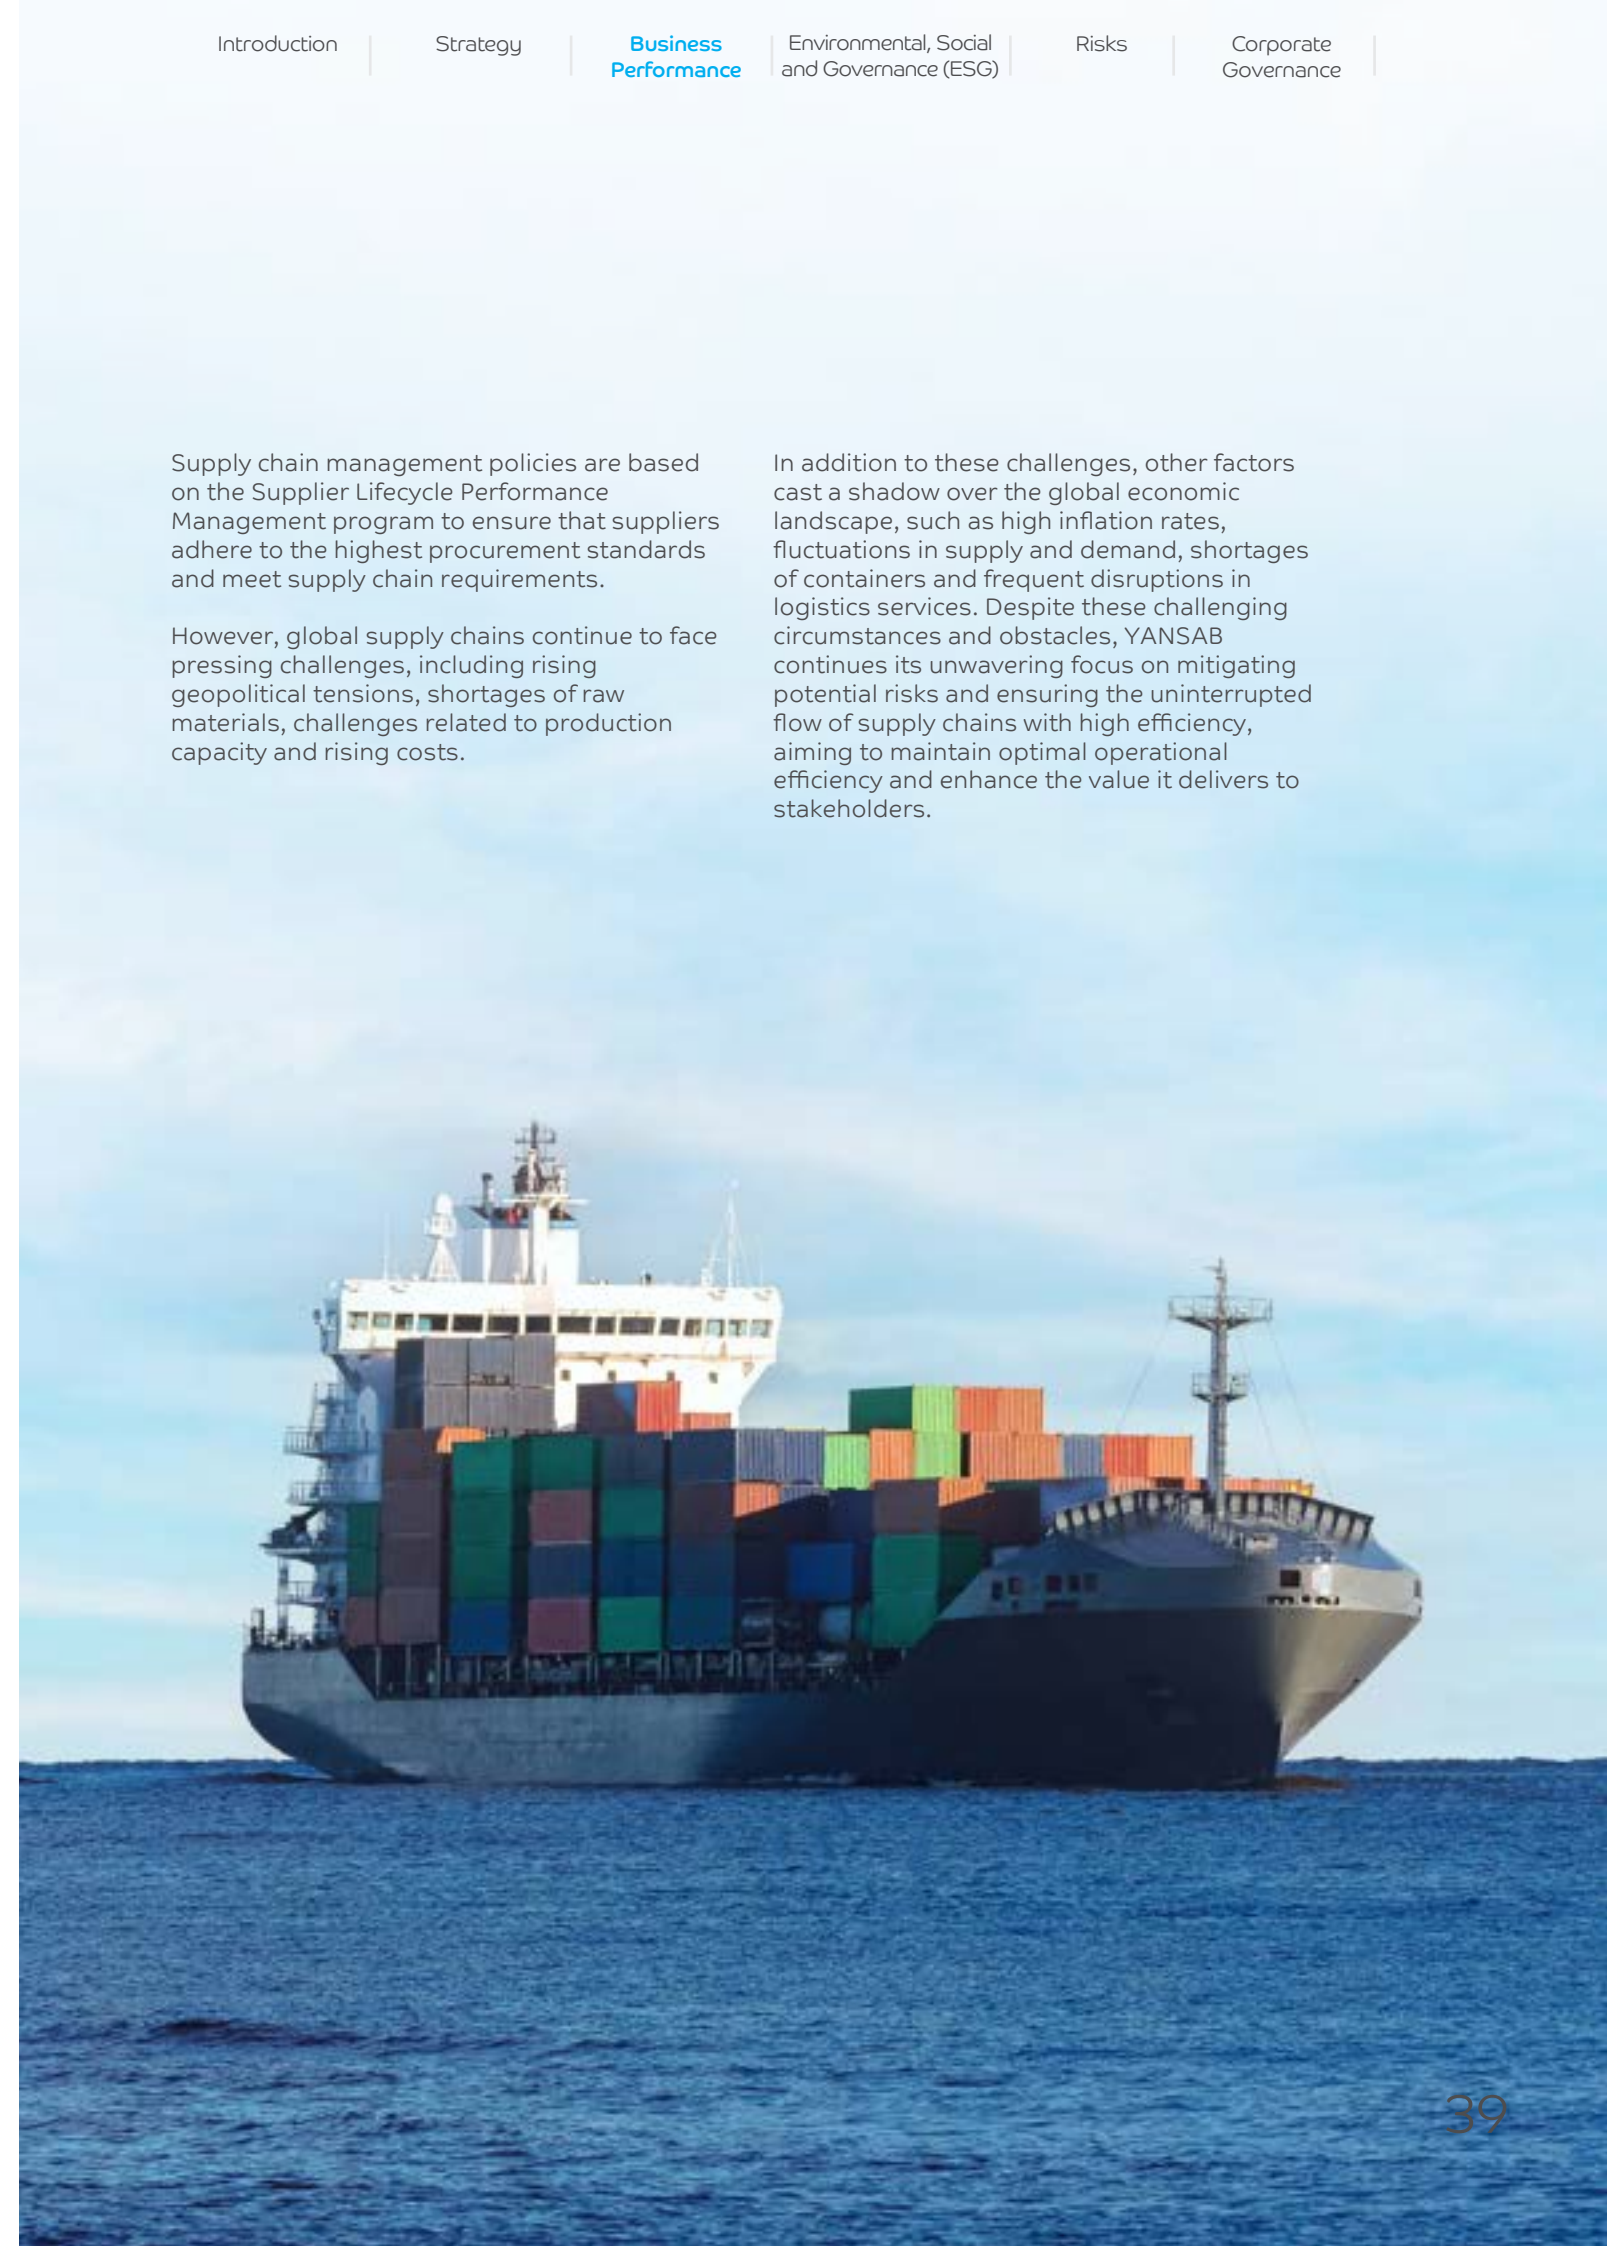 Introduction
Strategy
Business
Performance
Environmental, Social
and Governance (ESG)
Risks
Corporate
Governance
Supply chain management policies are based
on the Supplier Lifecycle Performance
Management program to ensure that suppliers
adhere to the highest procurement standards
and meet supply chain requirements.
However, global supply chains continue to face
pressing challenges, including rising
geopolitical tensions, shortages of raw
materials, challenges related to production
capacity and rising costs.
In addition to these challenges, other factors
cast a shadow over the global economic
landscape, such as high inflation rates,
fluctuations in supply and demand, shortages
of containers and frequent disruptions in
logistics services. Despite these challenging
circumstances and obstacles, YANSAB
continues its unwavering focus on mitigating
potential risks and ensuring the uninterrupted
flow of supply chains with high efficiency,
aiming to maintain optimal operational
efficiency and enhance the value it delivers to
stakeholders.
39